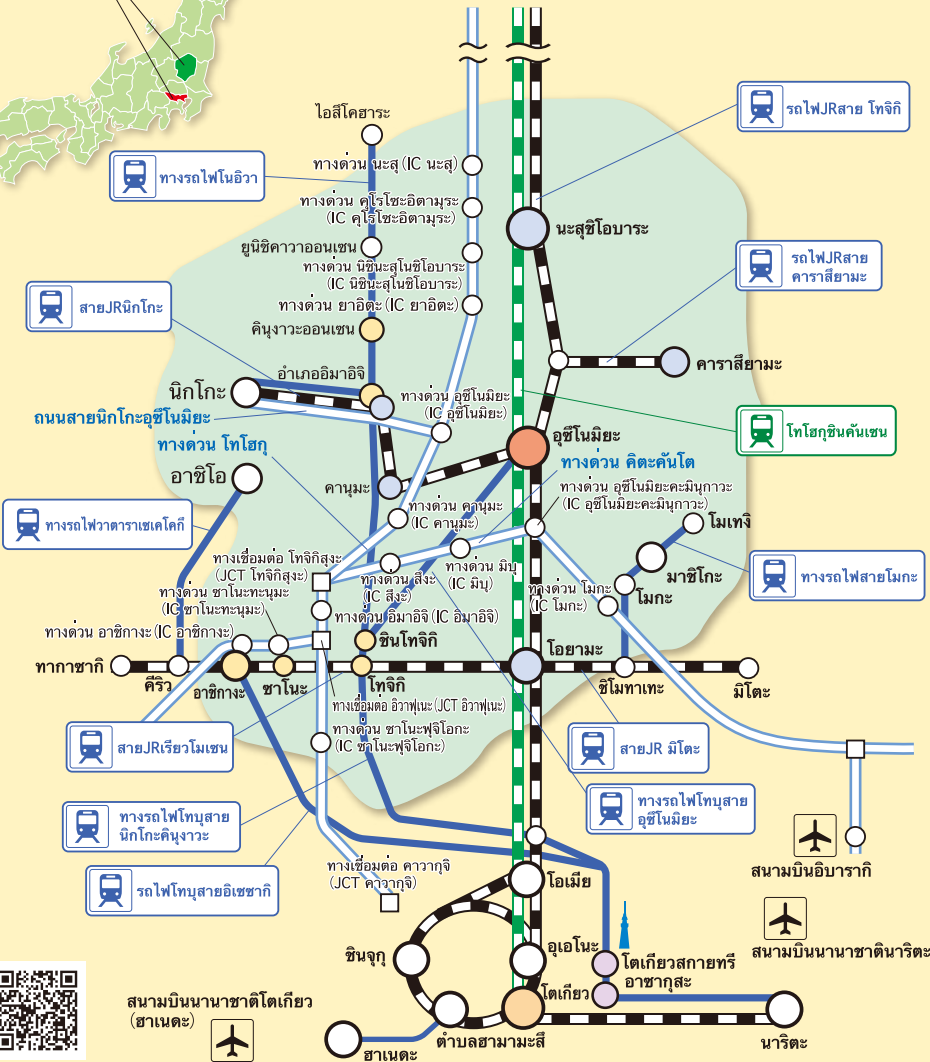 รถไฟJRสาย โทจิกิ
ไอสึโคฮาระ
ทางด่วน นะสุ (IC นะสุ)
ทางรถไฟโนอิวา
ทางด่วน คุโรโซะอิตามุระ
(IC คุโรโซะอิตามุระ)
นะสุชิโอบาระ
ยูนิชิคาวาออนเซน
รถไฟJRสาย
คาราสึยามะ
ทางด่วน นิชินะสุโนชิโอบาระ
(IC นิชินะสุโนชิโอบาระ)
สายJRนิกโกะ
ทางด่วน ยาอิตะ (IC ยาอิตะ)
คินุงาวะออนเซน
คาราสึยามะ
อำเภออิมาอิจิ
นิกโกะ
ทางด่วน อุซึโนมิยะ
(IC อุซึโนมิยะ)
ถนนสายนิกโกะอุซึโนมิยะ
โทโฮกุชินคันเซน
อุซึโนมิยะ
ทางด่วน โทโฮกุ
ทางด่วน คิตะคันโต
อาชิโอ
คานุมะ
ทางด่วน อุซึโนมิยะคะมินุกาวะ
(IC อุซึโนมิยะคะมินุกาวะ)
ทางด่วน คานุมะ
(IC คานุมะ)
โมเทงิ
ทางรถไฟวาตาราเซเคโคกึ
ทางเชื่อมต่อ โทจิกิสุงะ
(JCT โทจิกิสุงะ)
ทางด่วน มิบุ
(IC มิบุ)
มาชิโกะ
ทางรถไฟสายโมกะ
ทางด่วน สึงะ
(IC สึงะ)
ทางด่วน ซาโนะทะนุมะ
(IC ซาโนะทะนุมะ)
ทางด่วน โมกะ
(IC โมกะ)
โมกะ
ทางด่วน อิมาอิจิ (IC อิมาอิจิ)
ทางด่วน อาชิกางะ (IC อาชิกางะ)
ชินโทจิกิ
โอยามะ
ทากาซากิ
คิริว
อาชิกางะ
ซาโนะ
โทจิกิ
ชิโมทาเทะ
มิโตะ
ทางเชื่อมต่อ อิวาฟุเนะ (JCT อิวาฟุเนะ)
ทางด่วน ซาโนะฟุจิโอกะ
(IC ซาโนะฟุจิโอกะ)
สายJRเรียวโมเซน
สายJR มิโตะ
ทางรถไฟโทบุสาย
นิกโกะคินุงาวะ
ทางรถไฟโทบุสาย
อุซึโนมิยะ
ทางเชื่อมต่อ คาวากุจิ
(JCT คาวากุจิ)
สนามบินอิบารากิ
รถไฟโทบุสายอิเซซากิ
โอเมีย
ชินจุกุ
อุเอโนะ
สนามบินนานาชาตินาริตะ
โตเกียวสกายทรี
อาซากุสะ
โตเกียว
สนามบินนานาชาติโตเกียว
(ฮาเนดะ)
ตำบลฮามามะสึ
ฮาเนดะ
นาริตะ